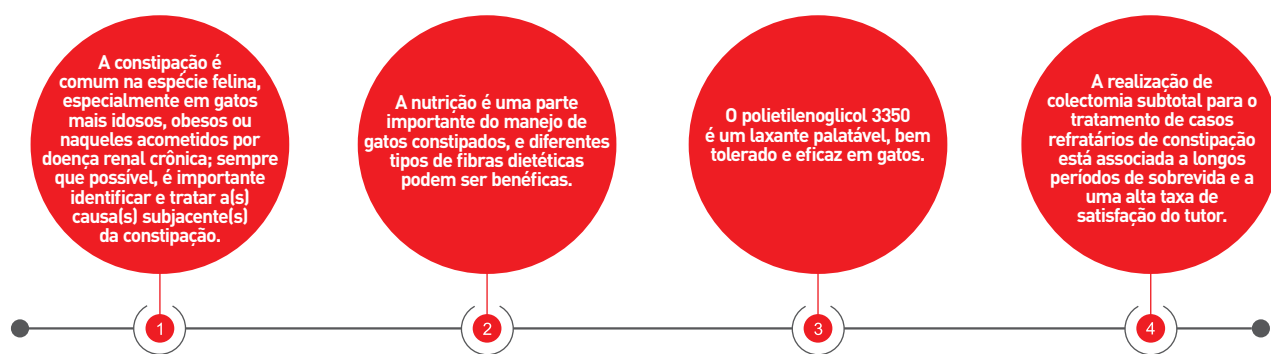 A constipação é
comum na espécie felina,
especialmente em gatos
mais idosos, obesos ou
naqueles acometidos por
doença renal crônica; sempre
que possível, é importante
identificar e tratar a(s)
causa(s) subjacente(s)
da constipação.
A nutrição é uma parte
importante do manejo de
gatos constipados, e diferentes
tipos de fibras dietéticas
podem ser benéficas.
O polietilenoglicol 3350
é um laxante palatável, bem
tolerado e eficaz em gatos.
A realização de
colectomia subtotal para o
tratamento de casos
refratários de constipação
está associada a longos
períodos de sobrevida e a
uma alta taxa de
satisfação do tutor.
1
2
3
4